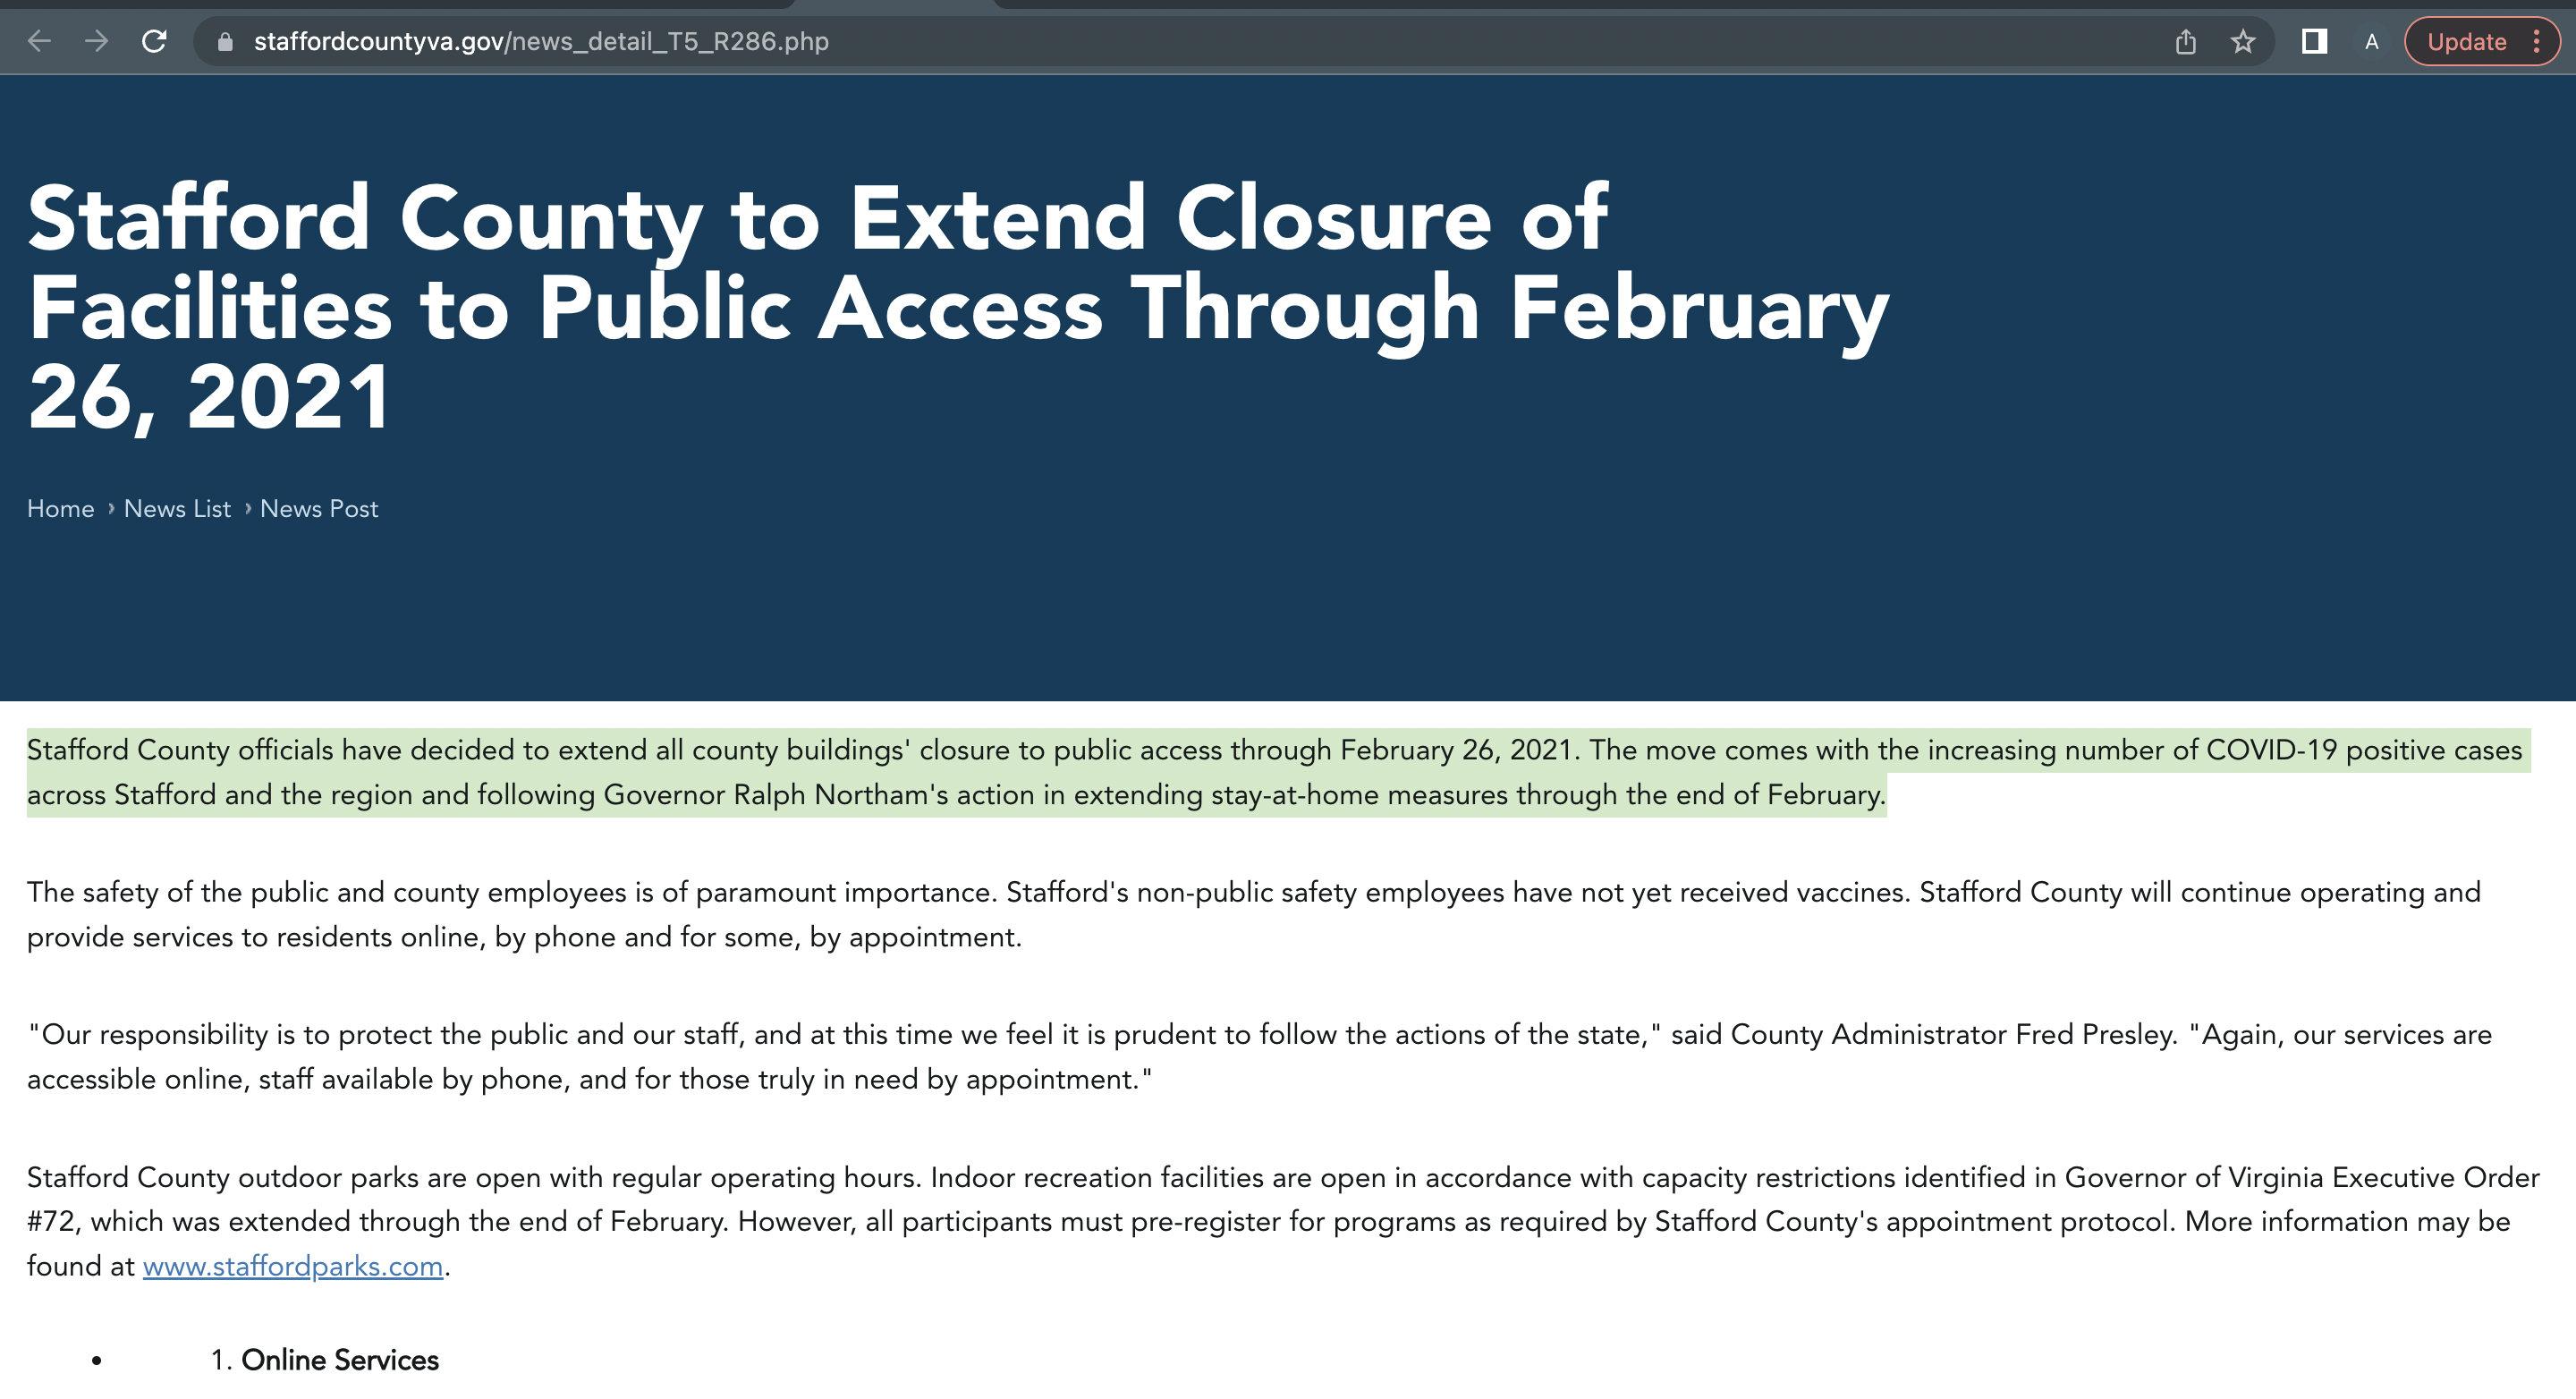 staffordcountyva.gov/news_detail_T5_R286.php
A
Update
Stafford County to Extend Closure of
Facilities to Public Access Through February
26, 2021
Home › News List › News Post
Stafford County officials have decided to extend all county buildings' closure to public access through February 26, 2021. The move comes with the increasing number of COVID-19 positive cases
across Stafford and the region and following Governor Ralph Northam's action in extending stay-at-home measures through the end of February.
The safety of the public and county employees is of paramount importance. Stafford's non-public safety employees have not yet received vaccines. Stafford County will continue operating and
provide services to residents online, by phone and for some, by appointment.
"Our responsibility is to protect the public and our staff, and at this time we feel it is prudent to follow the actions of the state," said County Administrator Fred Presley. "Again, our services are
accessible online, staff available by phone, and for those truly in need by appointment."
Stafford County outdoor parks are open with regular operating hours. Indoor recreation facilities are open in accordance with capacity restrictions identified in Governor of Virginia Executive Order
#72, which was extended through the end of February. However, all participants must pre-register for programs as required by Stafford County's appointment protocol. More information may be
found at www.staffordparks.com.
• 1. Online Services